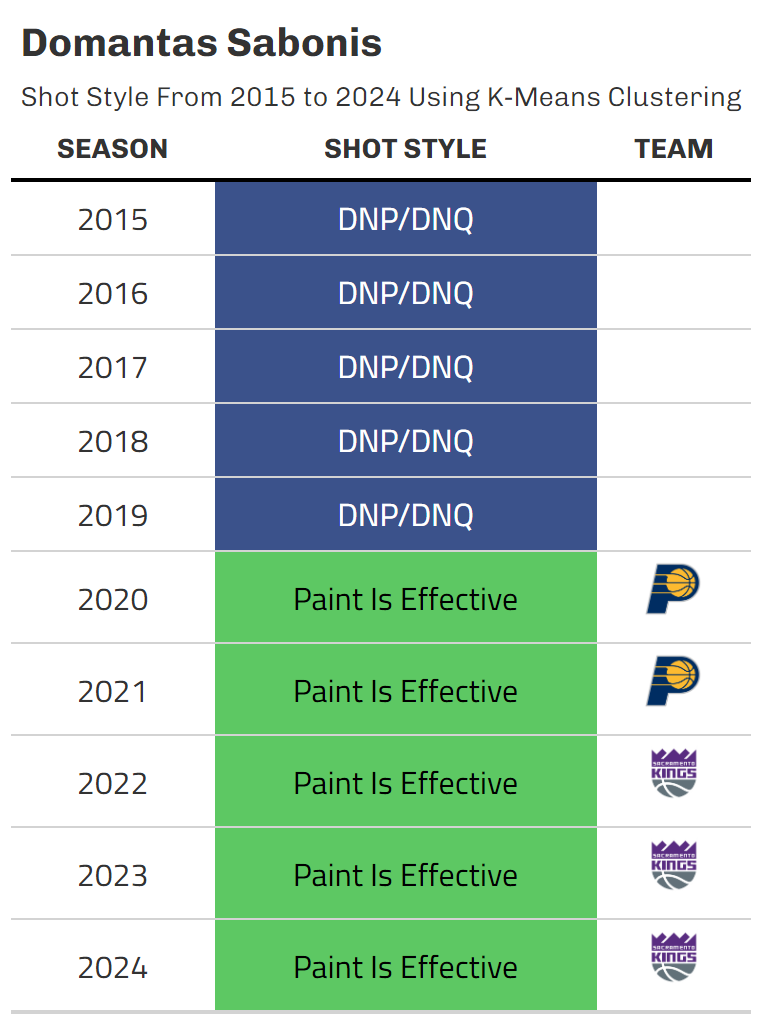 Domantas Sabonis
Shot Style From 2015 to 2024 Using K-Means Clustering
SEASON SHOT STYLE TEAM
2015 DNP/DNQ
2016 DNP/DNQ
2017 DNP/DNQ
2018 DNP/DNQ
2019 DNP/DNQ
2020 Paint Is Effective
2021 Paint Is Effective
2022 Paint Is Effective SACRAMENTO KINGS
2023 Paint Is Effective SACRAMENTO KINGS
2024 Paint Is Effective SACRAMENTO KINGS